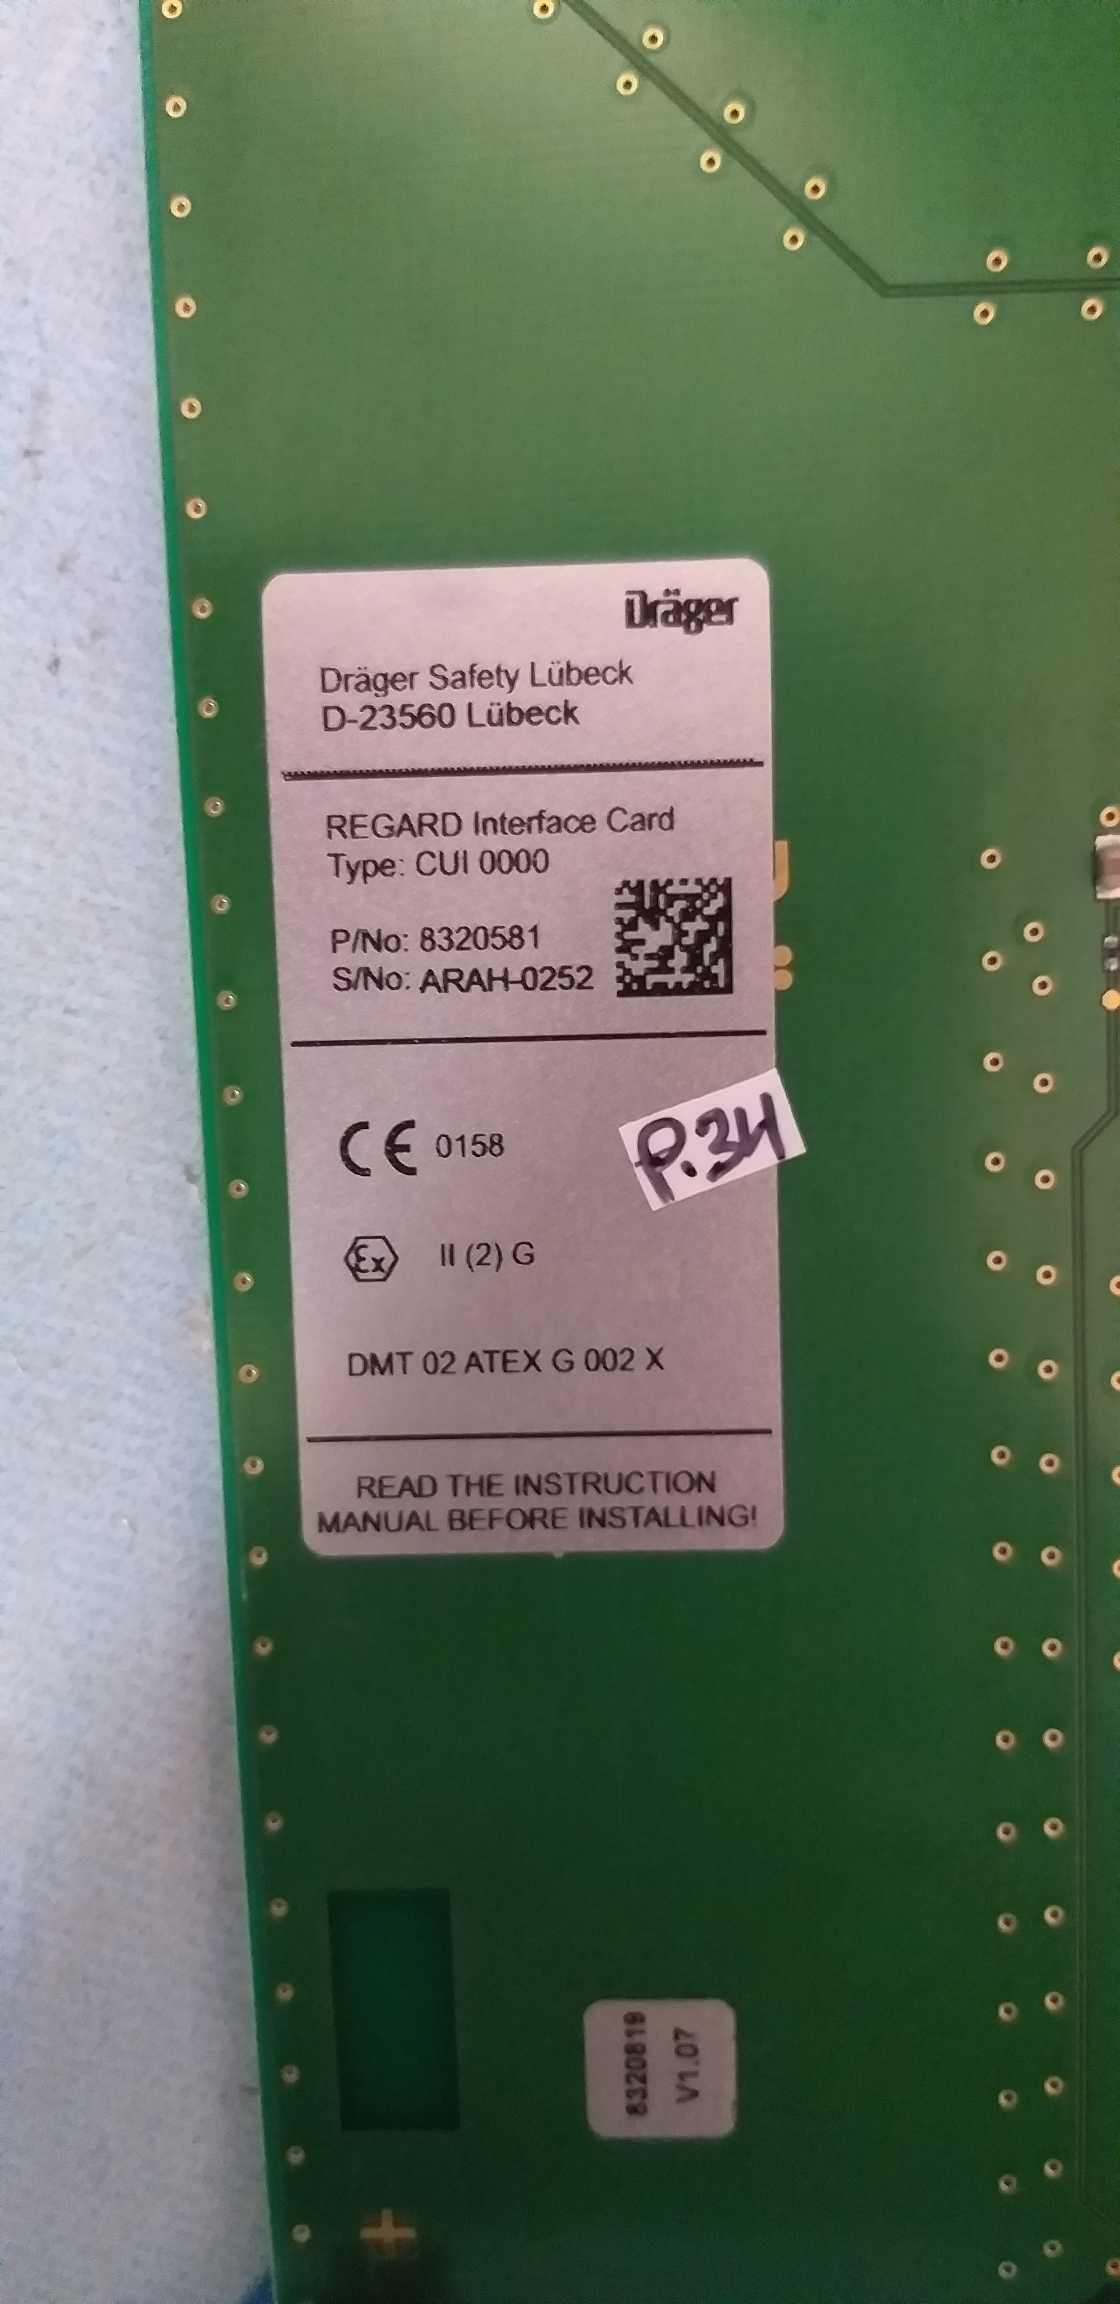 Dräger
Dräger Safety Lübeck
D-23560 Lübeck
REGARD Interface Card
Type: CUI 0000
P/No: 8320581
S/No: ARAH-0252
CE 0158
P.34
Ex II (2) G
DMT 02 ATEX G 002 X
READ THE INSTRUCTION
MANUAL BEFORE INSTALLING!
8320819
V1.07